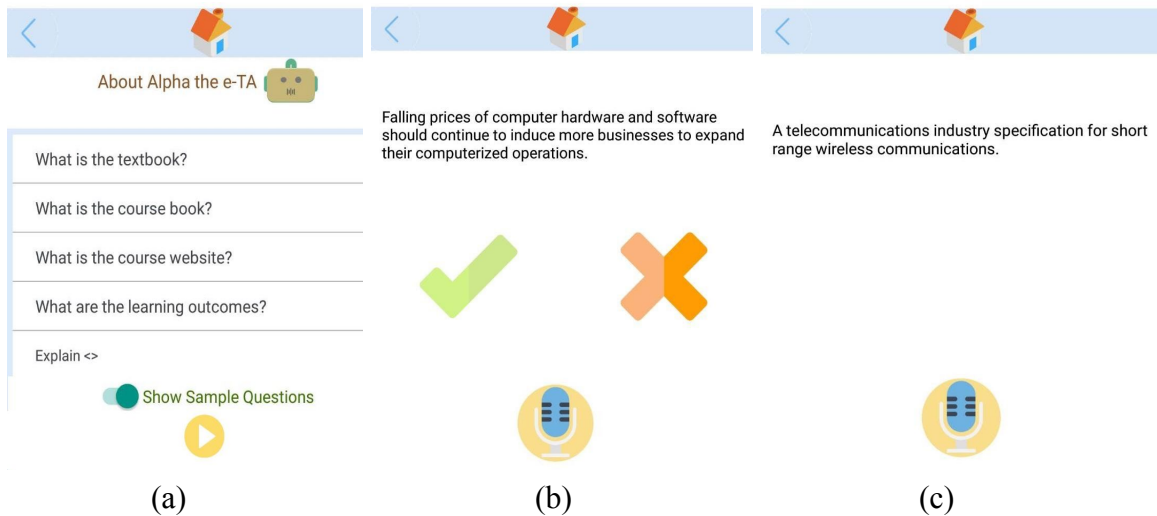 About Alpha the e-TA
What is the textbook?
What is the course book?
What is the course website?
What are the learning outcomes?
Explain <>
Show Sample Questions
(a)
Falling prices of computer hardware and software
should continue to induce more businesses to expand
their computerized operations.
(b)
A telecommunications industry specification for short
range wireless communications.
(c)